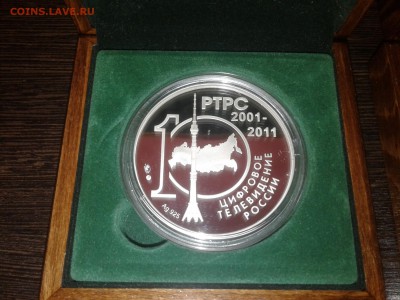 COINS.LAVE.RU
РТРС
2001-
2011
10
ЦИФРОВОЕ
ТЕЛЕВИДЕНИЕ
РОССИИ
Ag 925